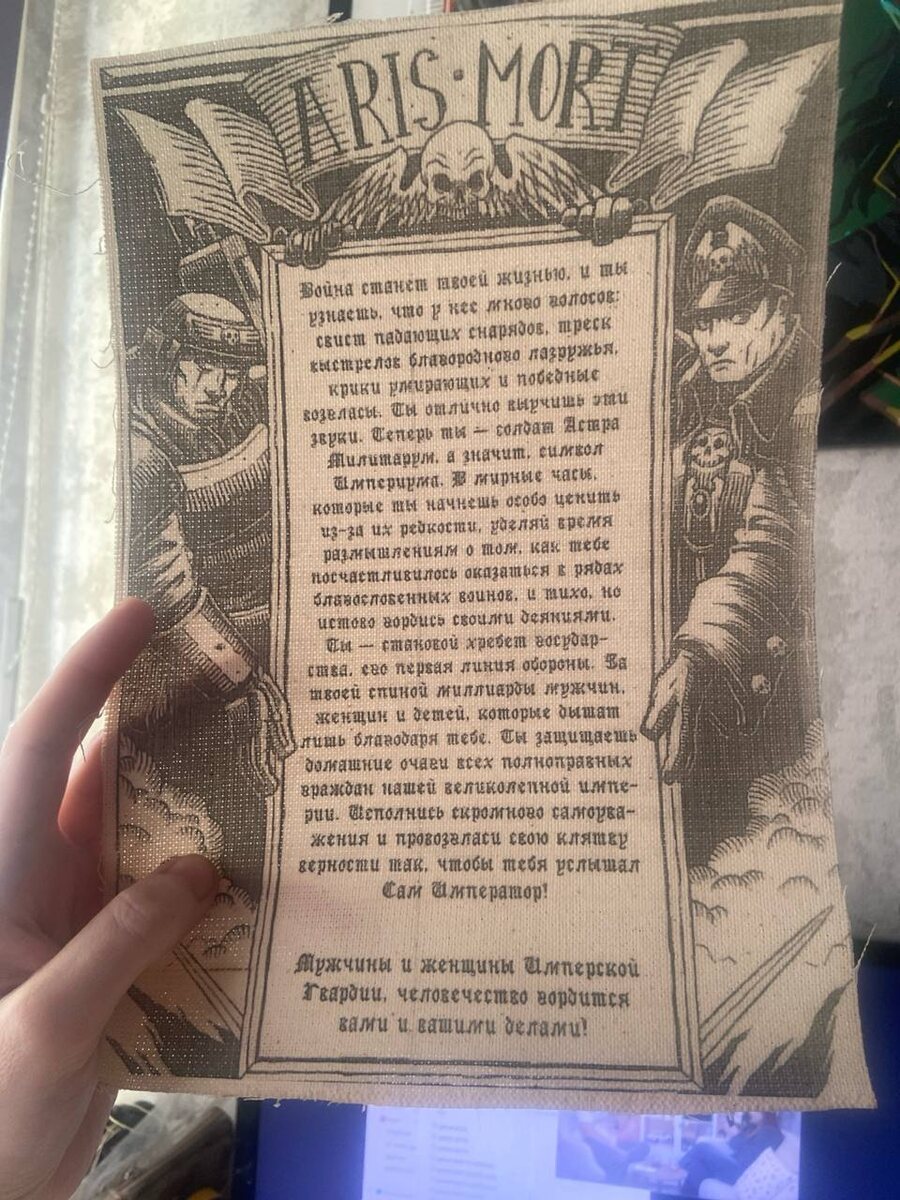 ARIS·MORT
Война станет твоей жизнью, и ты
узнаешь, что у нее много голосов:
свист падающих снарядов, треск
выстрелов благородного лазружья,
крики умирающих и победные
возгласы. Ты отлично выучишь эти
звуки. Теперь ты — солдат Астра
Милитарум, а значит, символ
Империума. В мирные часы,
которые ты начнешь особо ценить
из-за их редкости, уделяй время
размышлениям о том, как тебе
посчастливилось оказаться в рядах
благословенных воинов, и тихо, но
истово гордись своими деяниями.
Ты — становой хребет государ-
ства, его первая линия обороны. За
твоей спиной миллиарды мужчин,
женщин и детей, которые дышат
лишь благодаря тебе. Ты защищаешь
домашние очаги всех полноправных
граждан нашей великолепной импе-
рии. Исполнись скромного самоува-
жения и провозгласи свою клятву
верности так, чтобы тебя услышал
Сам Император!
Мужчины и женщины Имперской
Гвардии, человечество гордится
вами и вашими делами!